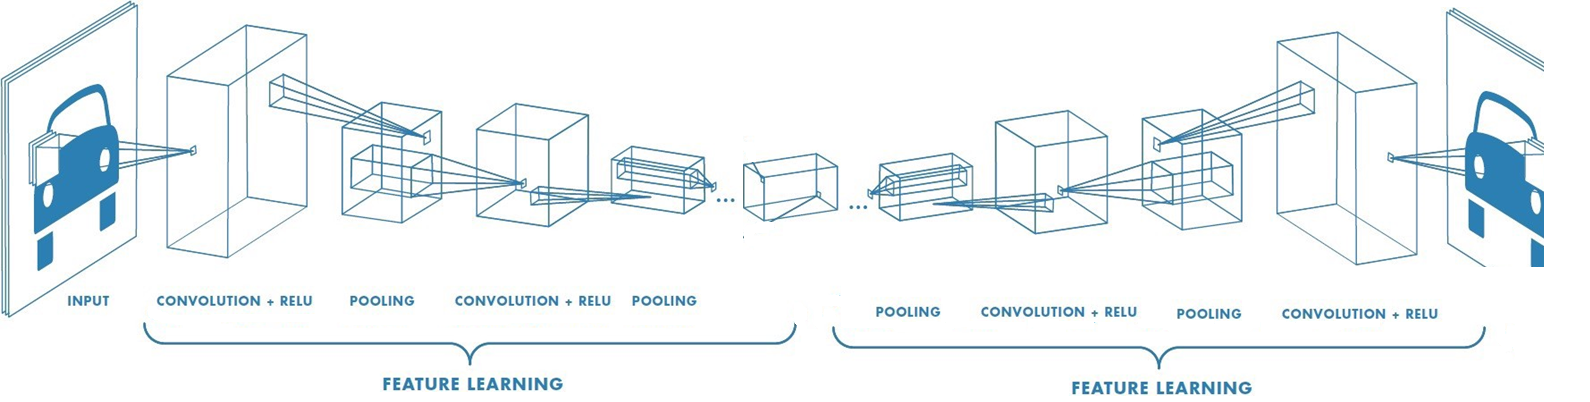 INPUT
CONVOLUTION + RELU
POOLING
CONVOLUTION + RELU
POOLING
FEATURE LEARNING
POOLING
CONVOLUTION + RELU
POOLING
CONVOLUTION + RELU
FEATURE LEARNING